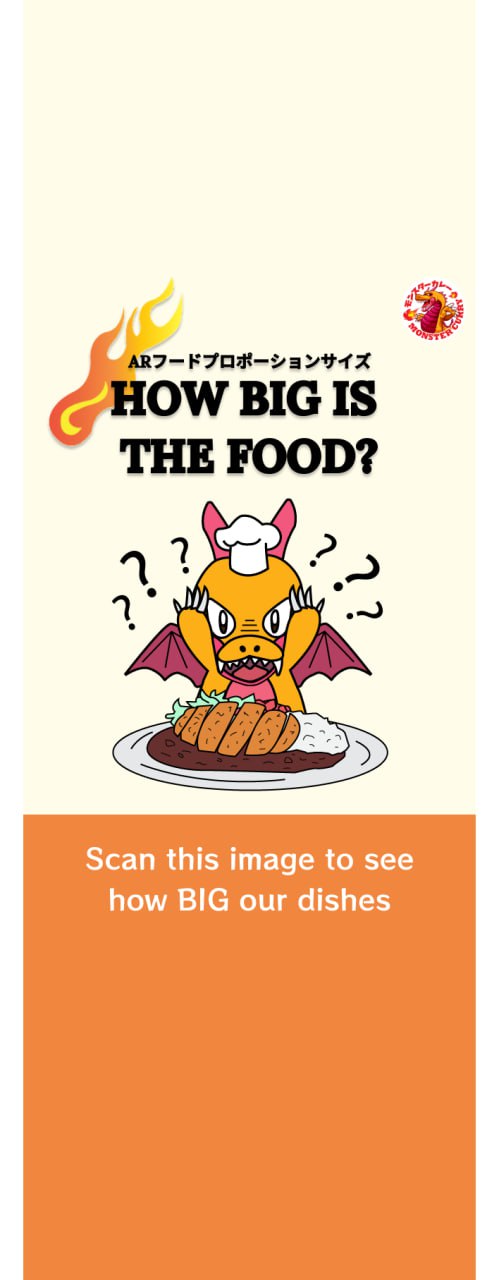 モンスターカレー
MONSTER CURRY
ARフードプロポーションサイズ
HOW BIG IS
THE FOOD?
? ? ? ? ? ?
Scan this image to see
how BIG our dishes